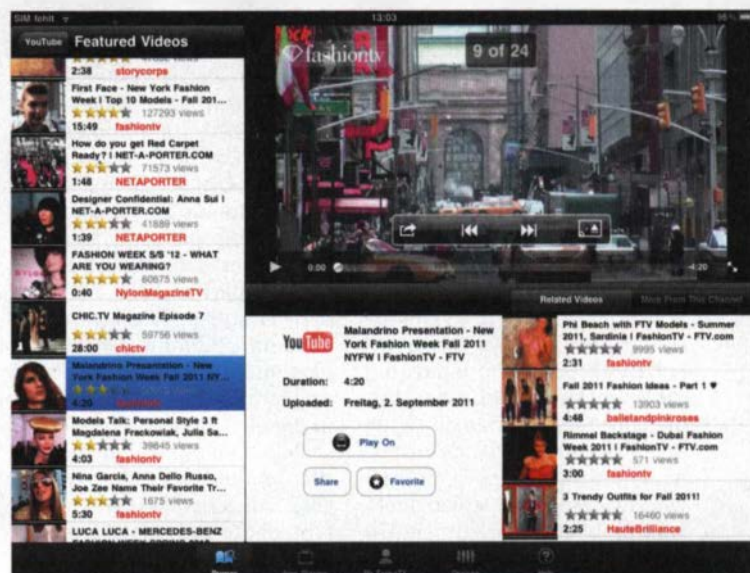 SIM fehlt
13:03
YouTube
Featured Videos
2:38 storycorps
First Face - New York Fashion
Week I Top 10 Models - Fall 201...
127293 views
15:49 fashiontv
How do you get Red Carpet
Ready? I NET-A-PORTER.COM
71573 views
1:48 NETAPORTER
Designer Confidential: Anna Sui I
NET-A-PORTER.COM
41889 views
1:39 NETAPORTER
FASHION WEEK S/S '12 - WHAT
ARE YOU WEARING?
60675 views
0:40 NylonMagazineTV
CHIC.TV Magazine Episode 7
59756 views
28:00 chictv
Malandrino Presentation - New
York Fashion Week Fall 2011 NY...
4:20
Models Talk: Personal Style 3 ft
Magdalena Frackowiak, Julia Sa...
39845 views
4:03 fashiontv
Nina Garcia, Anna Dello Russo,
Joe Zee Name Their Favorite Tr...
1675 views
5:30 fashiontv
LUCA LUCA - MERCEDES-BENZ
fashiontv
9 of 24
0:00
-4:20
Related Videos
More From This Channel
YouTube
Malandrino Presentation - New
York Fashion Week Fall 2011
NYFW I FashionTV - FTV
Duration: 4:20
Uploaded: Freitag, 2. September 2011
Play On
Share
Favorite
Phi Beach with FTV Models - Summer
2011, Sardinia I FashionTV - FTV.com
9995 views
2:31 fashiontv
Fall 2011 Fashion Ideas - Part 1 ♥
13903 views
4:48 balletandpinkroses
Rimmel Backstage - Dubai Fashion
Week 2011 I FashionTV - FTV.com
571 views
3:00 fashiontv
3 Trendy Outfits for Fall 2011!
16460 views
2:25 HauteBrilliance